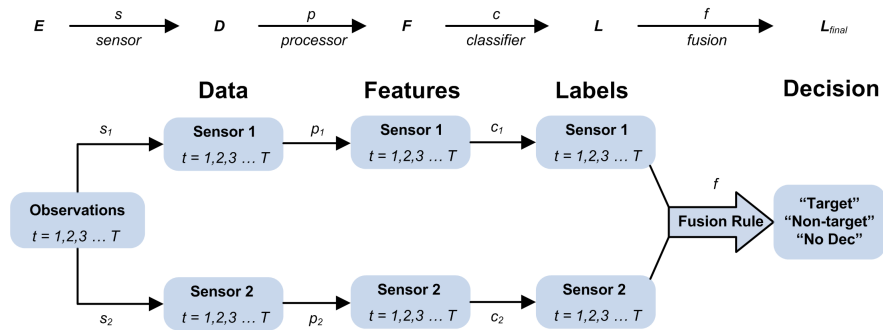 E s D p F c L f L_final
sensor processor classifier fusion
Data Features Labels Decision
s1 Sensor 1 p1 Sensor 1 c1 Sensor 1
t = 1,2,3 … T t = 1,2,3 … T t = 1,2,3 … T
f
Observations
t = 1,2,3 … T
Fusion Rule
“Target”
“Non-target”
“No Dec”
Sensor 2 Sensor 2 Sensor 2
s2 t = 1,2,3 … T p2 t = 1,2,3 … T c2 t = 1,2,3 … T